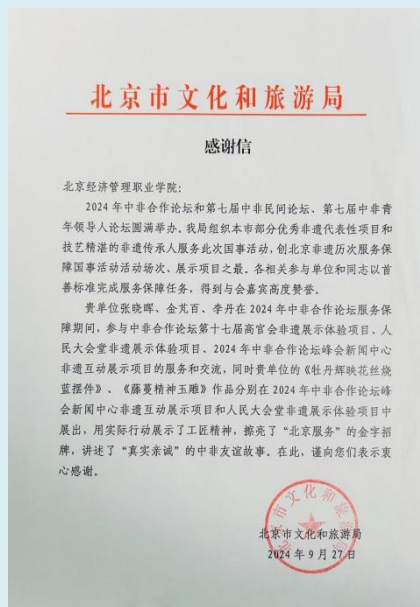 北京市文化和旅游局
感谢信
北京经济管理职业学院：
2024年中非合作论坛和第七届中非民间论坛、第七届中非青
年领导人论坛圆满举办。我局组织本市部分优秀非遗代表性项目和
技艺精湛的非遗传承人服务此次国事活动，创北京非遗历次服务保
障国事活动活动场次、展示项目之最。各相关参与单位和同志以首
善标准完成服务保障任务，得到与会嘉宾高度赞誉。
贵单位张晓晖、金芃百、李丹在2024年中非合作论坛服务保
障期间，参与中非合作论坛第十七届高官会非遗展示体验项目、人
民大会堂非遗展示体验项目、2024年中非合作论坛峰会新闻中心
非遗互动展示项目的服务和交流，同时贵单位的《牡丹辉映花丝烧
蓝摆件》、《藤蔓精神玉雕》作品分别在2024年中非合作论坛峰
会新闻中心非遗互动展示项目和人民大会堂非遗展示体验项目中
展出，用实际行动展示了工匠精神，擦亮了“北京服务”的金字招
牌，讲述了“真实亲诚”的中非友谊故事。在此，谨向您们表示衷
心感谢。
北京市文化和旅游局
北京市文化和旅游局
2024年9月27日